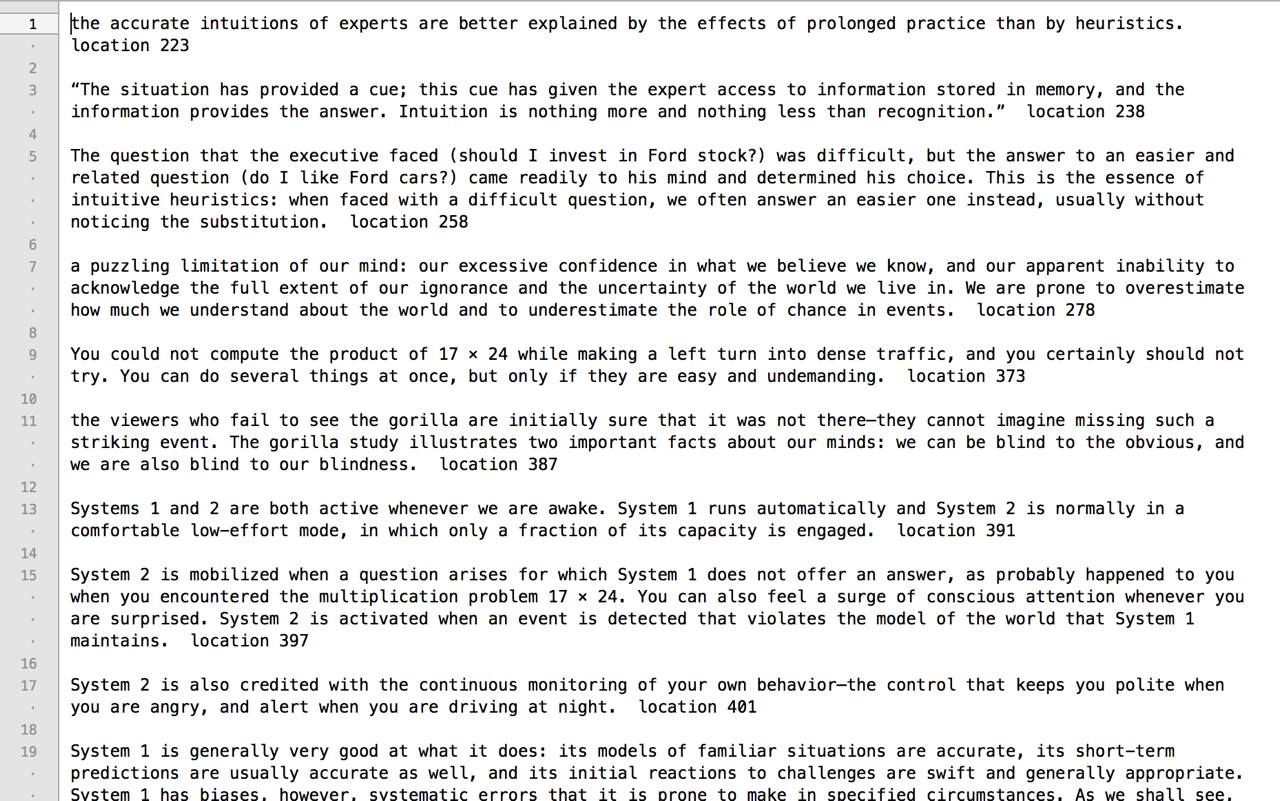 1 the accurate intuitions of experts are better explained by the effects of prolonged practice than by heuristics.
· location 223
2
3 “The situation has provided a cue; this cue has given the expert access to information stored in memory, and the
· information provides the answer. Intuition is nothing more and nothing less than recognition.”  location 238
4
5 The question that the executive faced (should I invest in Ford stock?) was difficult, but the answer to an easier and
· related question (do I like Ford cars?) came readily to his mind and determined his choice. This is the essence of
· intuitive heuristics: when faced with a difficult question, we often answer an easier one instead, usually without
· noticing the substitution.  location 258
6
7 a puzzling limitation of our mind: our excessive confidence in what we believe we know, and our apparent inability to
· acknowledge the full extent of our ignorance and the uncertainty of the world we live in. We are prone to overestimate
· how much we understand about the world and to underestimate the role of chance in events.  location 278
8
9 You could not compute the product of 17 × 24 while making a left turn into dense traffic, and you certainly should not
· try. You can do several things at once, but only if they are easy and undemanding.  location 373
10
11 the viewers who fail to see the gorilla are initially sure that it was not there—they cannot imagine missing such a
· striking event. The gorilla study illustrates two important facts about our minds: we can be blind to the obvious, and
· we are also blind to our blindness.  location 387
12
13 Systems 1 and 2 are both active whenever we are awake. System 1 runs automatically and System 2 is normally in a
· comfortable low-effort mode, in which only a fraction of its capacity is engaged.  location 391
14
15 System 2 is mobilized when a question arises for which System 1 does not offer an answer, as probably happened to you
· when you encountered the multiplication problem 17 × 24. You can also feel a surge of conscious attention whenever you
· are surprised. System 2 is activated when an event is detected that violates the model of the world that System 1
· maintains.  location 397
16
17 System 2 is also credited with the continuous monitoring of your own behavior—the control that keeps you polite when
· you are angry, and alert when you are driving at night.  location 401
18
19 System 1 is generally very good at what it does: its models of familiar situations are accurate, its short-term
· predictions are usually accurate as well, and its initial reactions to challenges are swift and generally appropriate.
· System 1 has biases, however, systematic errors that it is prone to make in specified circumstances. As we shall see,